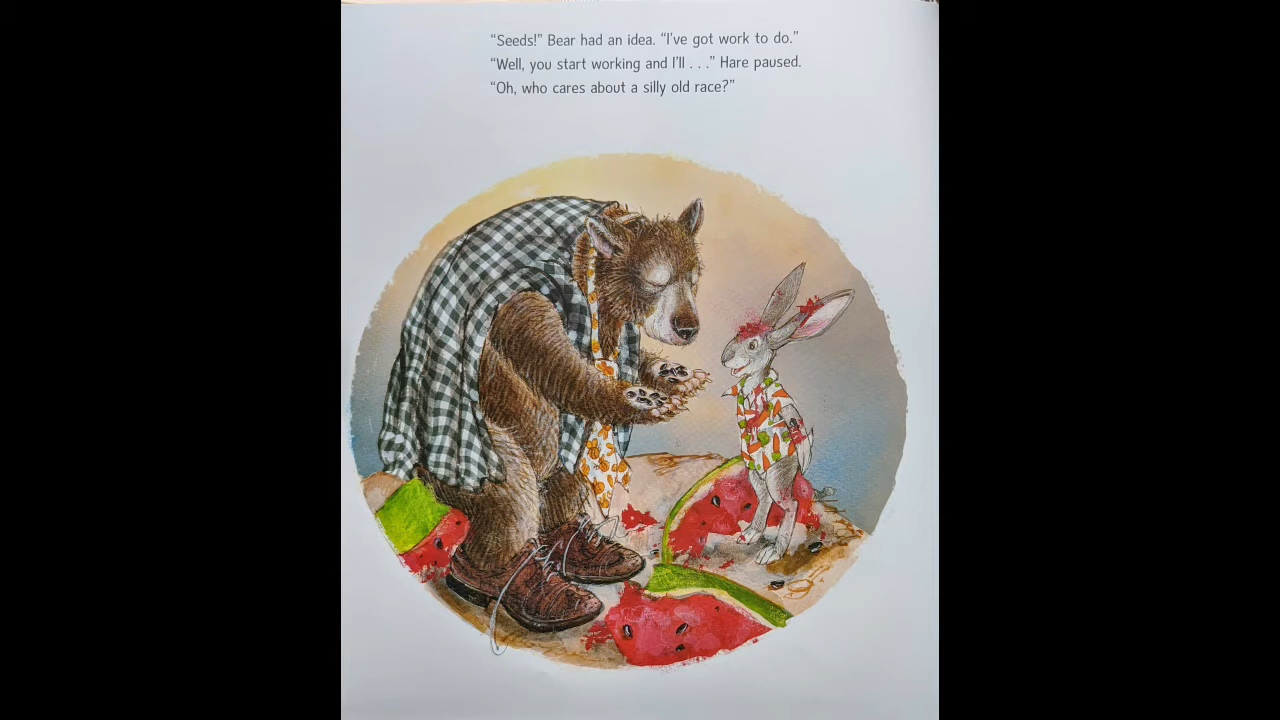 “Seeds!” Bear had an idea. “I’ve got work to do.”
“Well, you start working and I’ll . . .” Hare paused.
“Oh, who cares about a silly old race?”